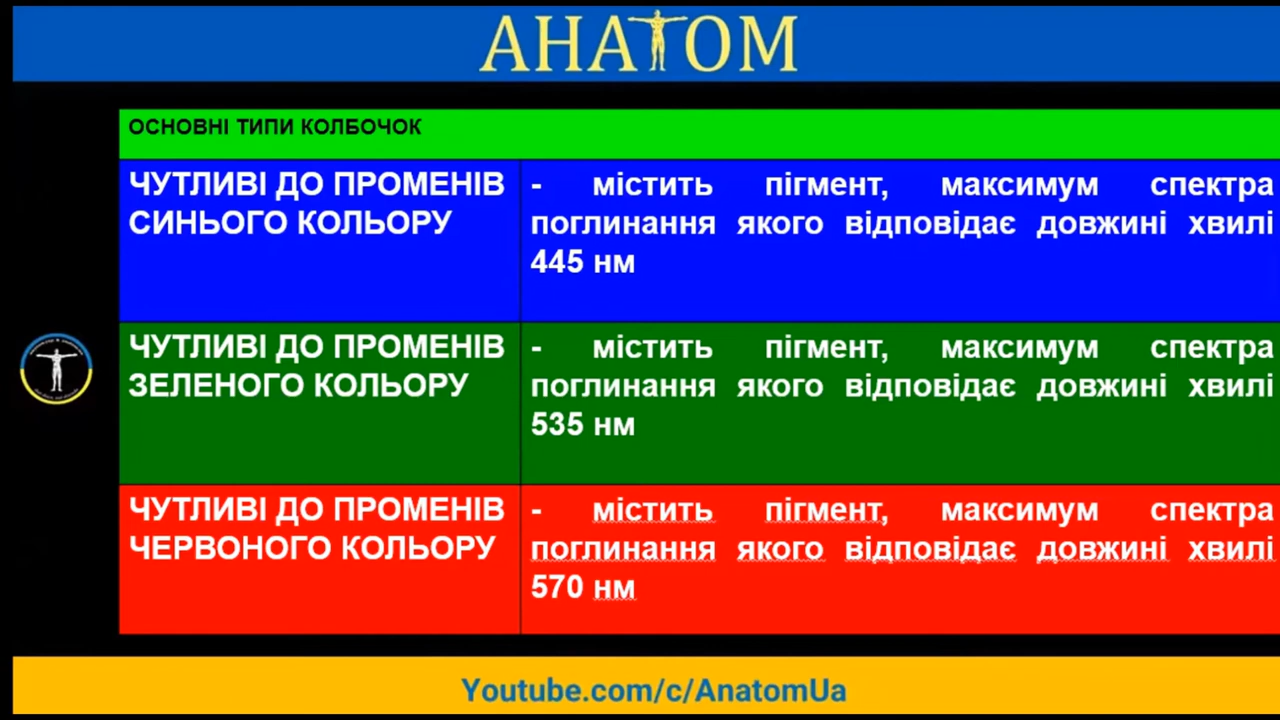 АНАТОМ
ОСНОВНІ ТИПИ КОЛБОЧОК
ЧУТЛИВІ ДО ПРОМЕНІВ
СИНЬОГО КОЛЬОРУ
- містить пігмент, максимум спектра
поглинання якого відповідає довжині хвилі
445 нм
ЧУТЛИВІ ДО ПРОМЕНІВ
ЗЕЛЕНОГО КОЛЬОРУ
- містить пігмент, максимум спектра
поглинання якого відповідає довжині хвилі
535 нм
ЧУТЛИВІ ДО ПРОМЕНІВ
ЧЕРВОНОГО КОЛЬОРУ
- містить пігмент, максимум спектра
поглинання якого відповідає довжині хвилі
570 нм
Youtube.com/c/AnatomUa